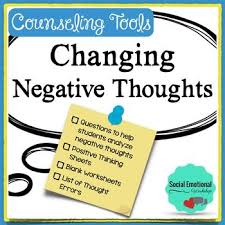 Counseling Tools
Changing
Negative Thoughts
Questions to help
students analyze
negative thoughts
Positive Thinking
Sheets
Blank worksheets
List of Thought
Errors
Social Emotional
Workshop